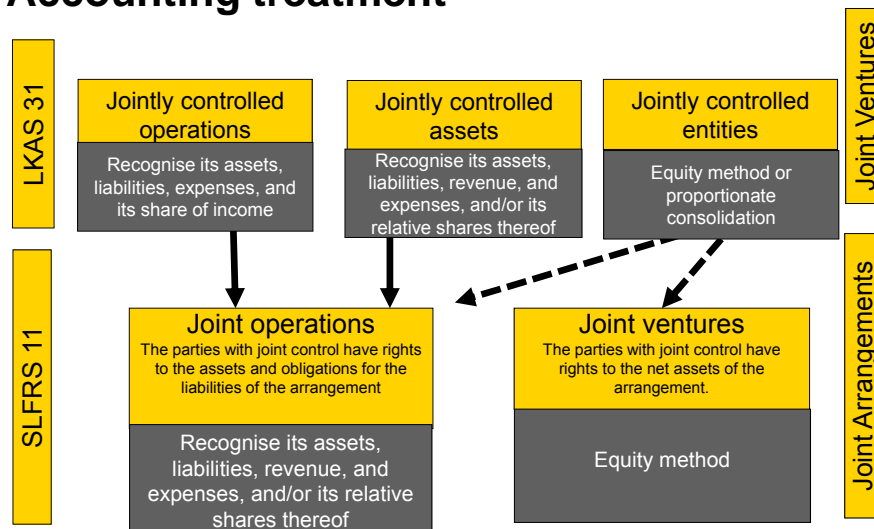 Accounting treatment
LKAS 31
Jointly controlled
operations
Recognise its assets,
liabilities, expenses, and
its share of income
Jointly controlled
assets
Recognise its assets,
liabilities, revenue, and
expenses, and/or its
relative shares thereof
Jointly controlled
entities
Equity method or
proportionate
consolidation
Joint Ventures
SLFRS 11
Joint operations
The parties with joint control have rights
to the assets and obligations for the
liabilities of the arrangement
Recognise its assets,
liabilities, revenue, and
expenses, and/or its relative
shares thereof
Joint ventures
The parties with joint control have
rights to the net assets of the
arrangement.
Equity method
Joint Arrangements